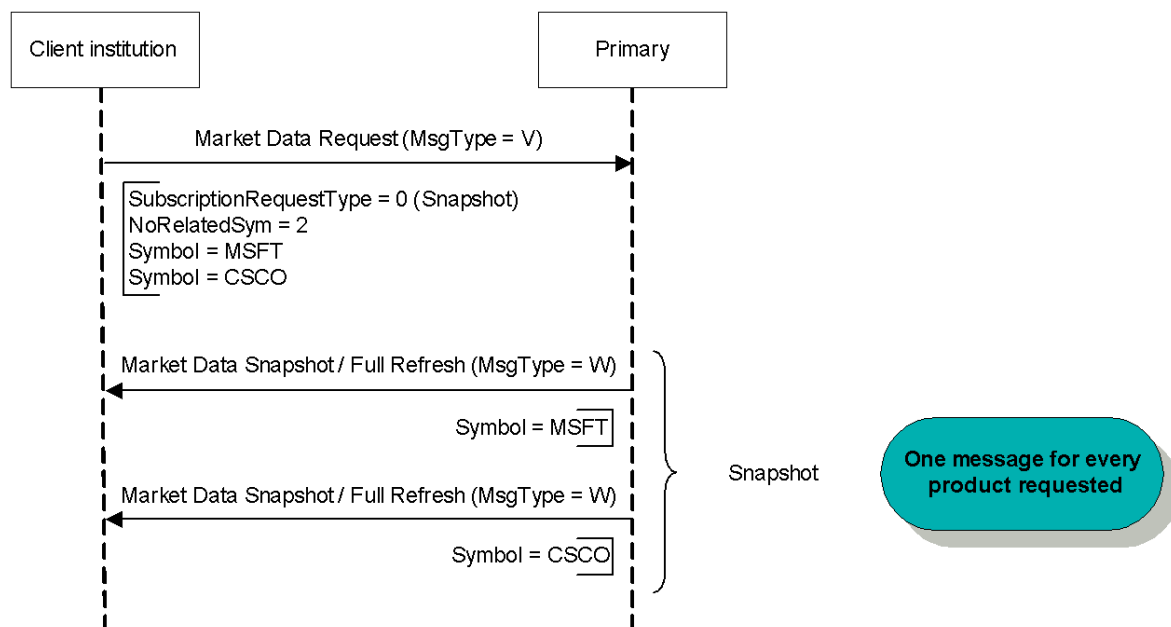 Client institution
Primary
Market Data Request (MsgType = V)
SubscriptionRequestType = 0 (Snapshot)
NoRelatedSym = 2
Symbol = MSFT
Symbol = CSCO
Market Data Snapshot / Full Refresh (MsgType = W)
Symbol = MSFT
Snapshot
One message for every
product requested
Market Data Snapshot / Full Refresh (MsgType = W)
Symbol = CSCO